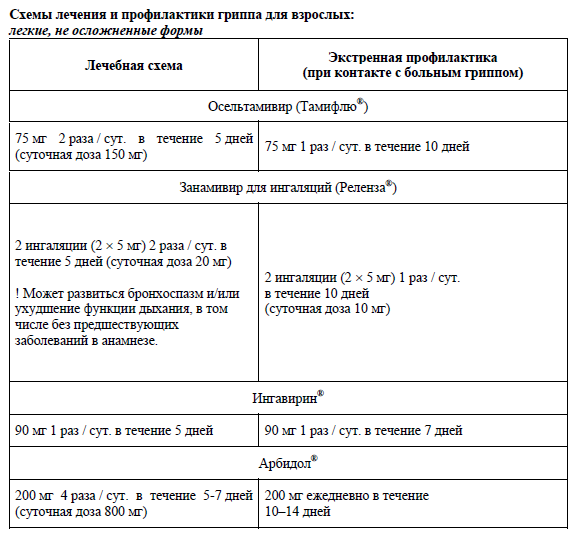 Схемы лечения и профилактики гриппа для взрослых:
легкие, не осложненные формы
Лечебная схема
Экстренная профилактика
(при контакте с больным гриппом)
Осельтамивир (Тамифлю®)
75 мг 2 раза / сут. в течение 5 дней
(суточная доза 150 мг)
75 мг 1 раз / сут. в течение 10 дней
Занамивир для ингаляций (Реленза®)
2 ингаляции (2 × 5 мг) 2 раза / сут. в
течение 5 дней (суточная доза 20 мг)
! Может развиться бронхоспазм и/или
ухудшение функции дыхания, в том
числе без предшествующих
заболеваний в анамнезе.
2 ингаляции (2 × 5 мг) 1 раз / сут.
в течение 10 дней
(суточная доза 10 мг)
Ингавирин®
90 мг 1 раз / сут. в течение 5 дней
90 мг 1 раз / сут. в течение 7 дней
Арбидол®
200 мг 4 раза / сут. в течение 5-7 дней
(суточная доза 800 мг)
200 мг ежедневно в течение
10–14 дней